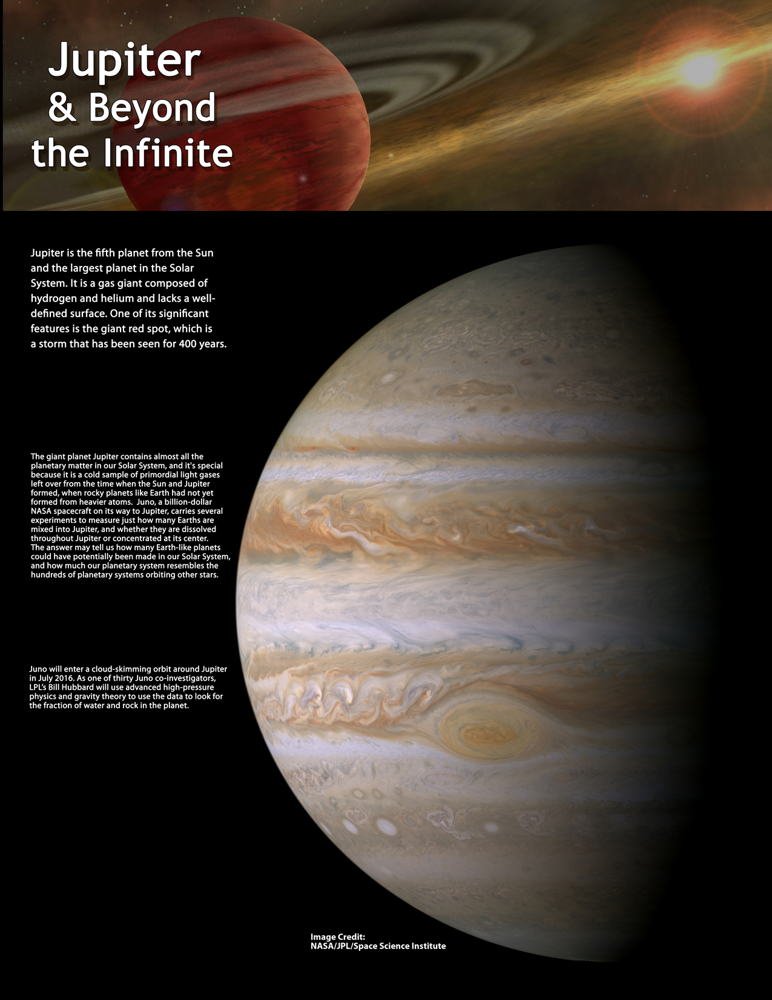 Jupiter
& Beyond
the Infinite
Jupiter is the fifth planet from the Sun
and the largest planet in the Solar
System. It is a gas giant composed of
hydrogen and helium and lacks a well-
defined surface. One of its significant
features is the giant red spot, which is
a storm that has been seen for 400 years.
The giant planet Jupiter contains almost all the
planetary matter in our Solar System, and it's special
because it is a cold sample of primordial light gases
left over from the time when the Sun and Jupiter
formed, when rocky planets like Earth had not yet
formed from heavier atoms.  Juno, a billion-dollar
NASA spacecraft on its way to Jupiter, carries several
experiments to measure just how many Earths are
mixed into Jupiter, and whether they are dissolved
throughout Jupiter or concentrated at its center.
The answer may tell us how many Earth-like planets
could have potentially been made in our Solar System,
and how much our planetary system resembles the
hundreds of planetary systems orbiting other stars.
Juno will enter a cloud-skimming orbit around Jupiter
in July 2016. As one of thirty Juno co-investigators,
LPL's Bill Hubbard will use advanced high-pressure
physics and gravity theory to use the data to look for
the fraction of water and rock in the planet.
Image Credit:
NASA/JPL/Space Science Institute